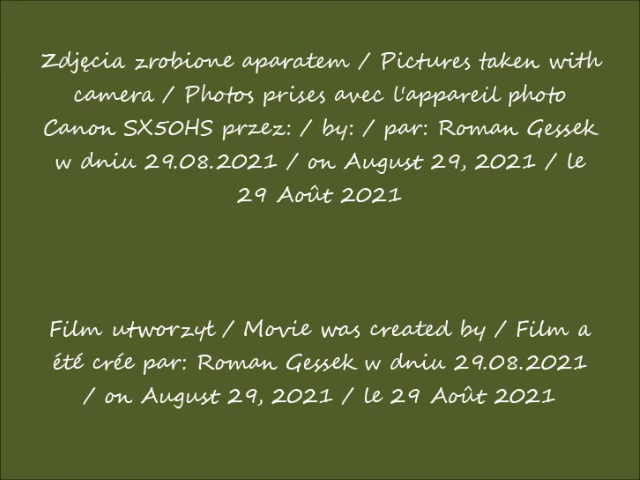 Zdjęcia zrobione aparatem / Pictures taken with
camera / Photos prises avec l'appareil photo
Canon SX50HS przez: / by: / par: Roman Gessek
w dniu 29.08.2021 / on August 29, 2021 / le
29 Août 2021
Film utworzył / Movie was created by / Film a
été crée par: Roman Gessek w dniu 29.08.2021
/ on August 29, 2021 / le 29 Août 2021